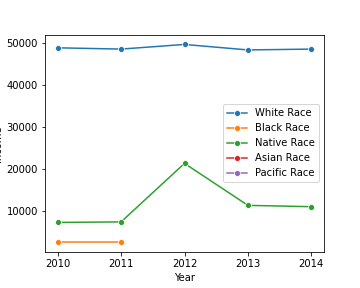 50000
40000
30000
20000
10000
White Race
Black Race
Native Race
Asian Race
Pacific Race
2010 2011 2012 2013 2014
Year